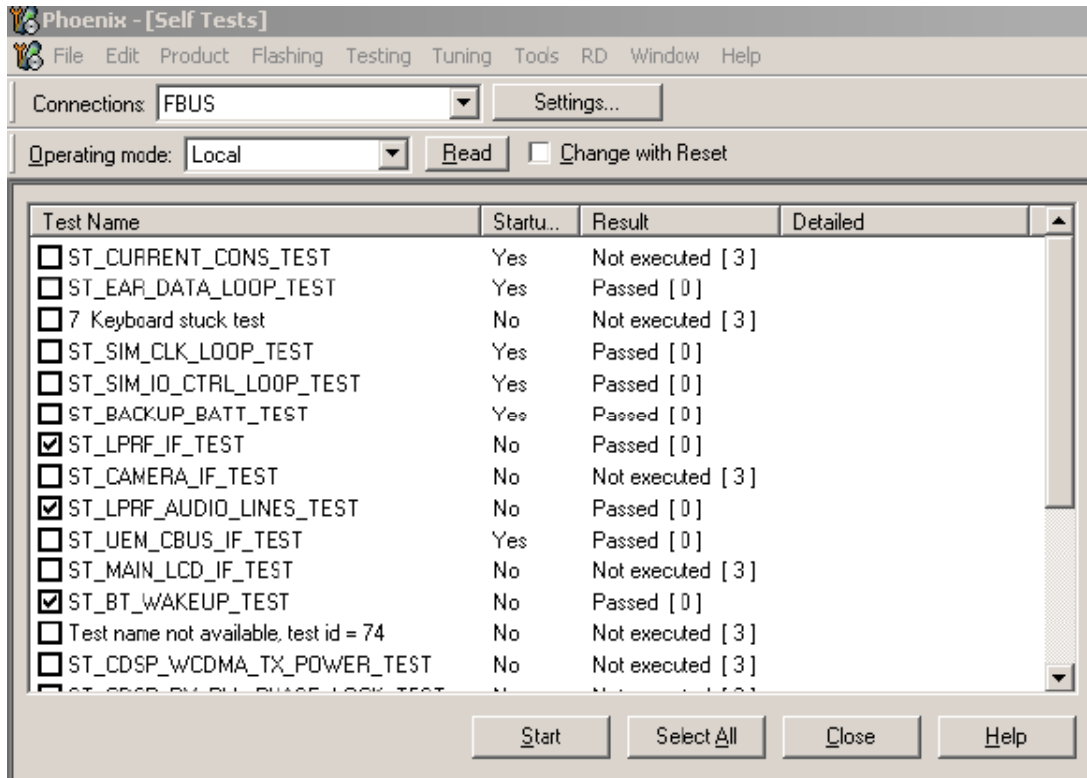 Phoenix - [Self Tests]
File Edit Product Flashing Testing Tuning Tools RD Window Help
Connections: FBUS Settings...
Operating mode: Local Read Change with Reset
Test Name Startu... Result Detailed
ST_CURRENT_CONS_TEST Yes Not executed [ 3 ]
ST_EAR_DATA_LOOP_TEST Yes Passed [ 0 ]
7 Keyboard stuck test No Not executed [ 3 ]
ST_SIM_CLK_LOOP_TEST Yes Passed [ 0 ]
ST_SIM_IO_CTRL_LOOP_TEST Yes Passed [ 0 ]
ST_BACKUP_BATT_TEST Yes Passed [ 0 ]
ST_LPRF_IF_TEST No Passed [ 0 ]
ST_CAMERA_IF_TEST No Not executed [ 3 ]
ST_LPRF_AUDIO_LINES_TEST No Passed [ 0 ]
ST_UEM_CBUS_IF_TEST Yes Passed [ 0 ]
ST_MAIN_LCD_IF_TEST No Not executed [ 3 ]
ST_BT_WAKEUP_TEST No Passed [ 0 ]
Test name not available, test id = 74 No Not executed [ 3 ]
ST_CDSP_WCDMA_TX_POWER_TEST No Not executed [ 3 ]
Start Select All Close Help